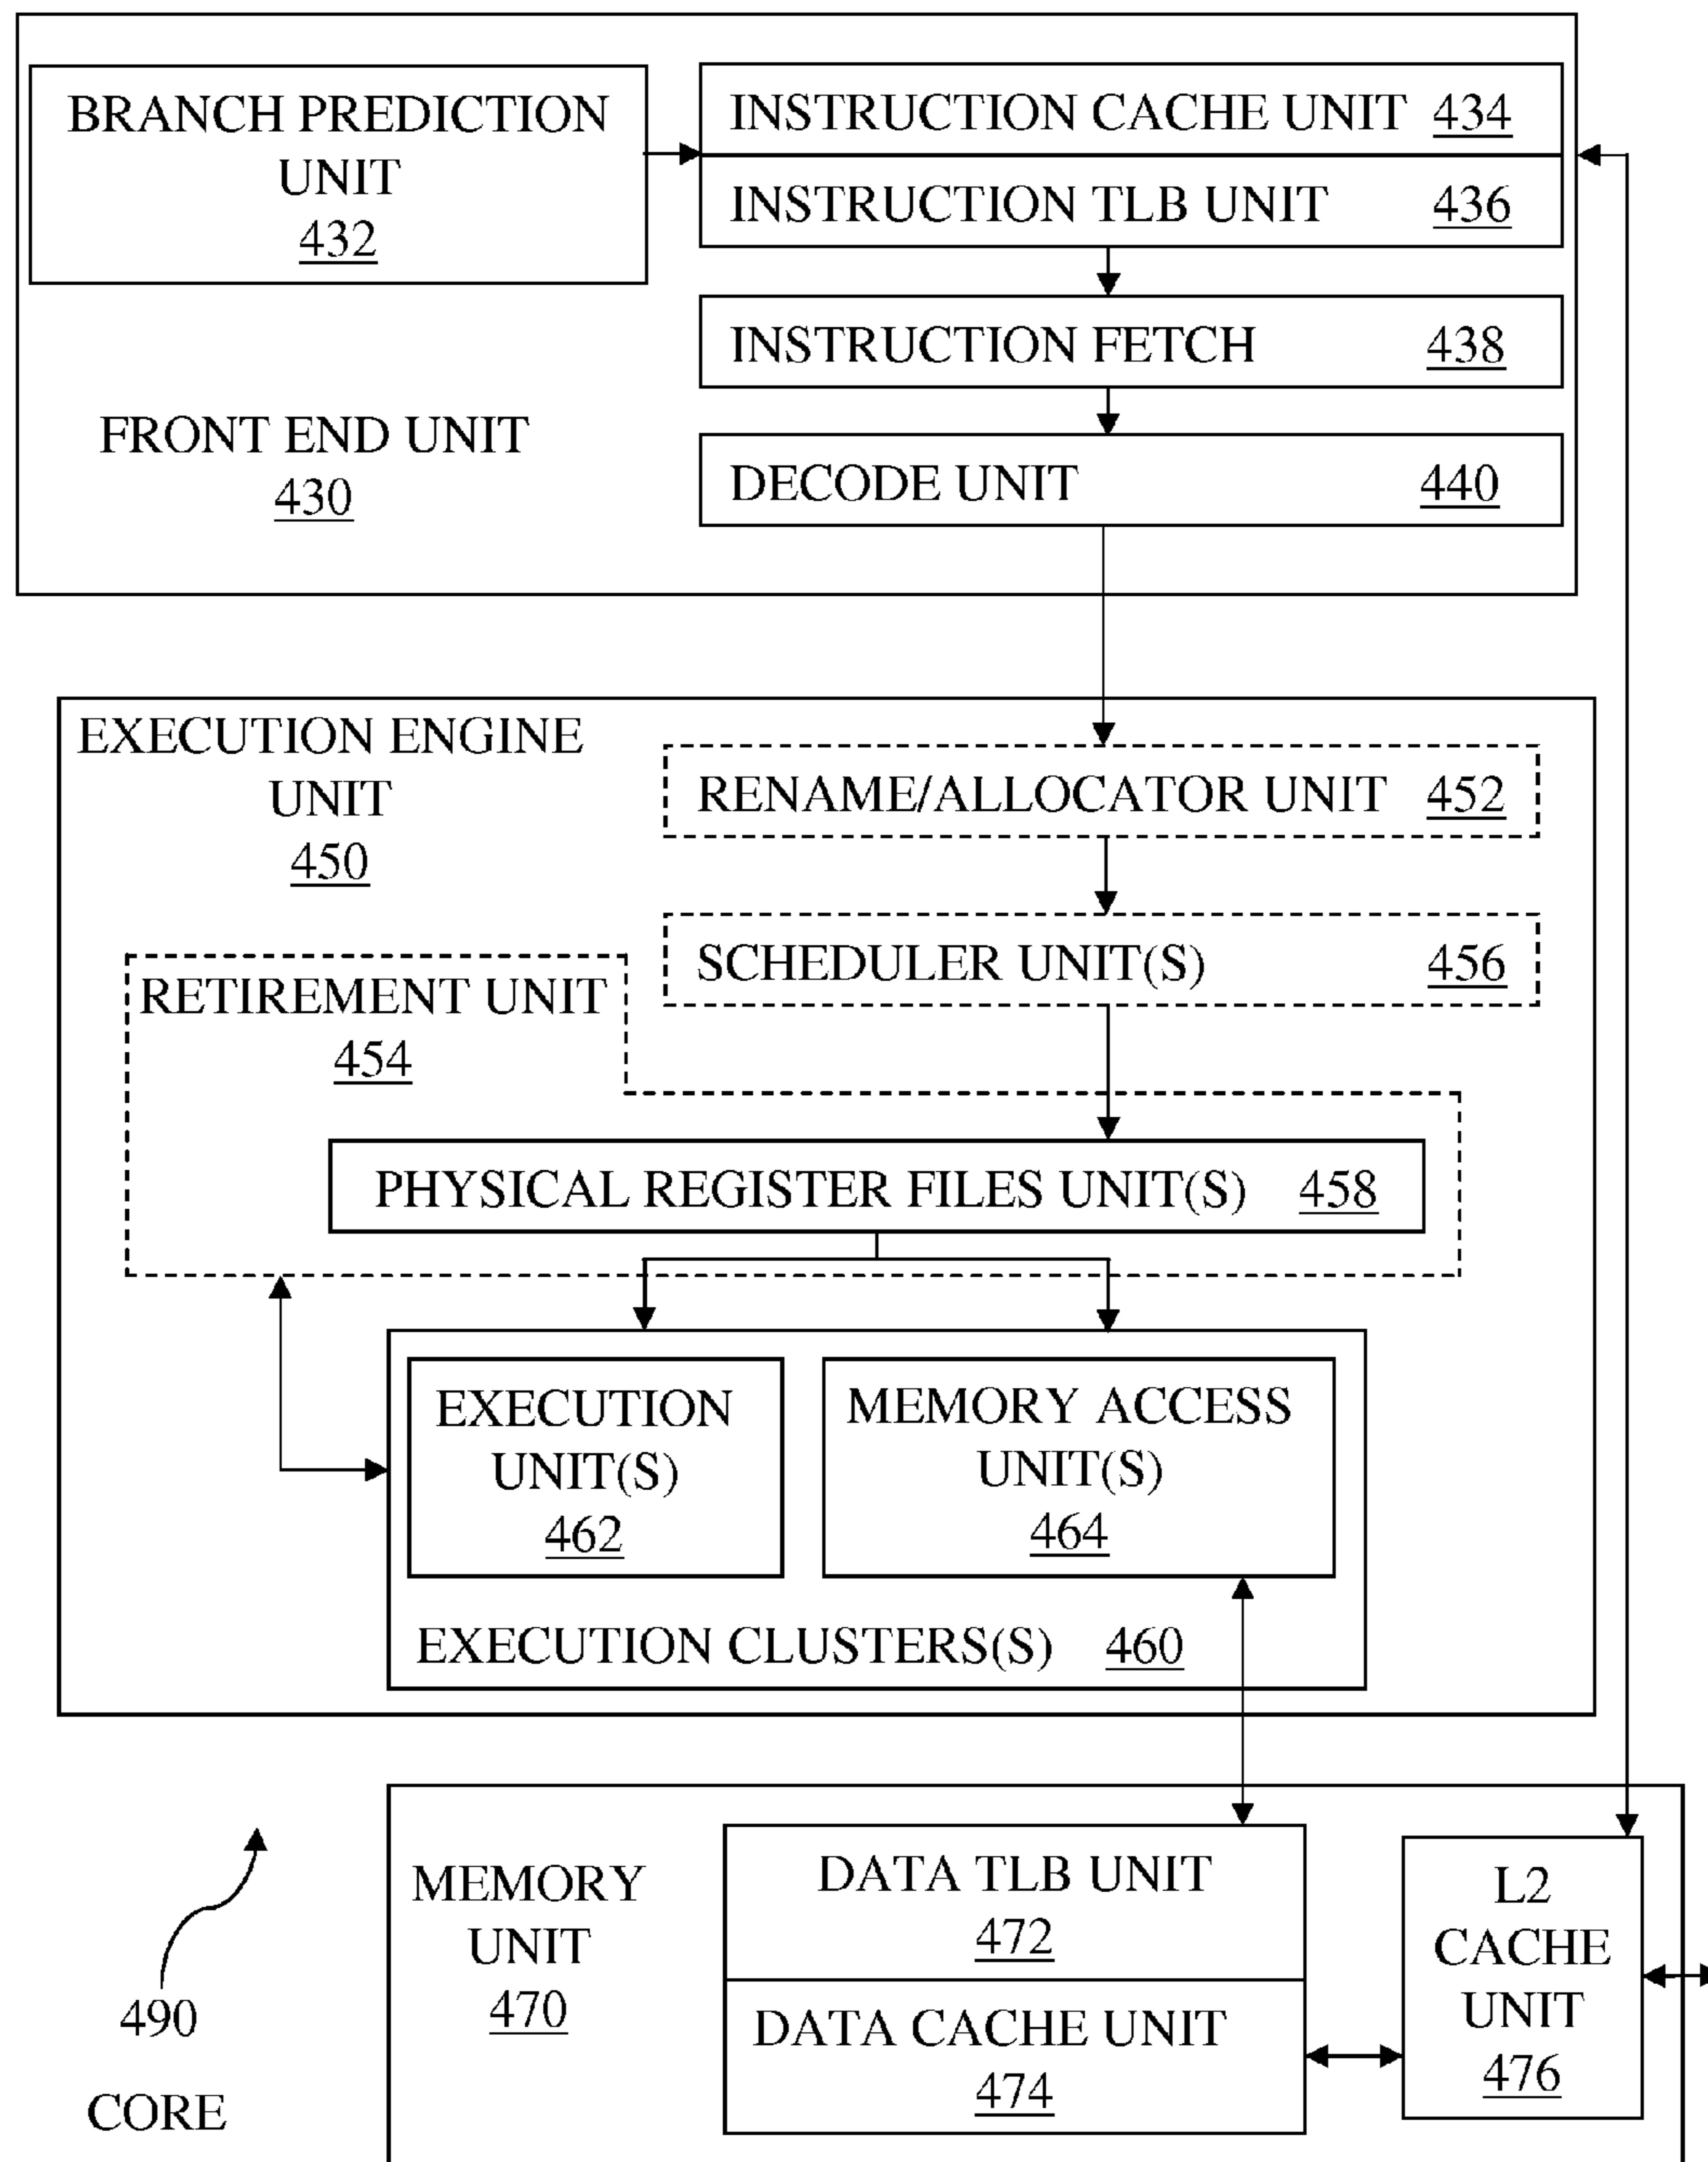 BRANCH PREDICTION
UNIT
432
INSTRUCTION CACHE UNIT 434
INSTRUCTION TLB UNIT 436
INSTRUCTION FETCH 438
FRONT END UNIT
430
DECODE UNIT 440
EXECUTION ENGINE
UNIT
450
RENAME/ALLOCATOR UNIT 452
SCHEDULER UNIT(S) 456
RETIREMENT UNIT
454
PHYSICAL REGISTER FILES UNIT(S) 458
EXECUTION
UNIT(S)
462
MEMORY ACCESS
UNIT(S)
464
EXECUTION CLUSTERS(S) 460
MEMORY
UNIT
470
DATA TLB UNIT
472
DATA CACHE UNIT
474
L2
CACHE
UNIT
476
490
CORE